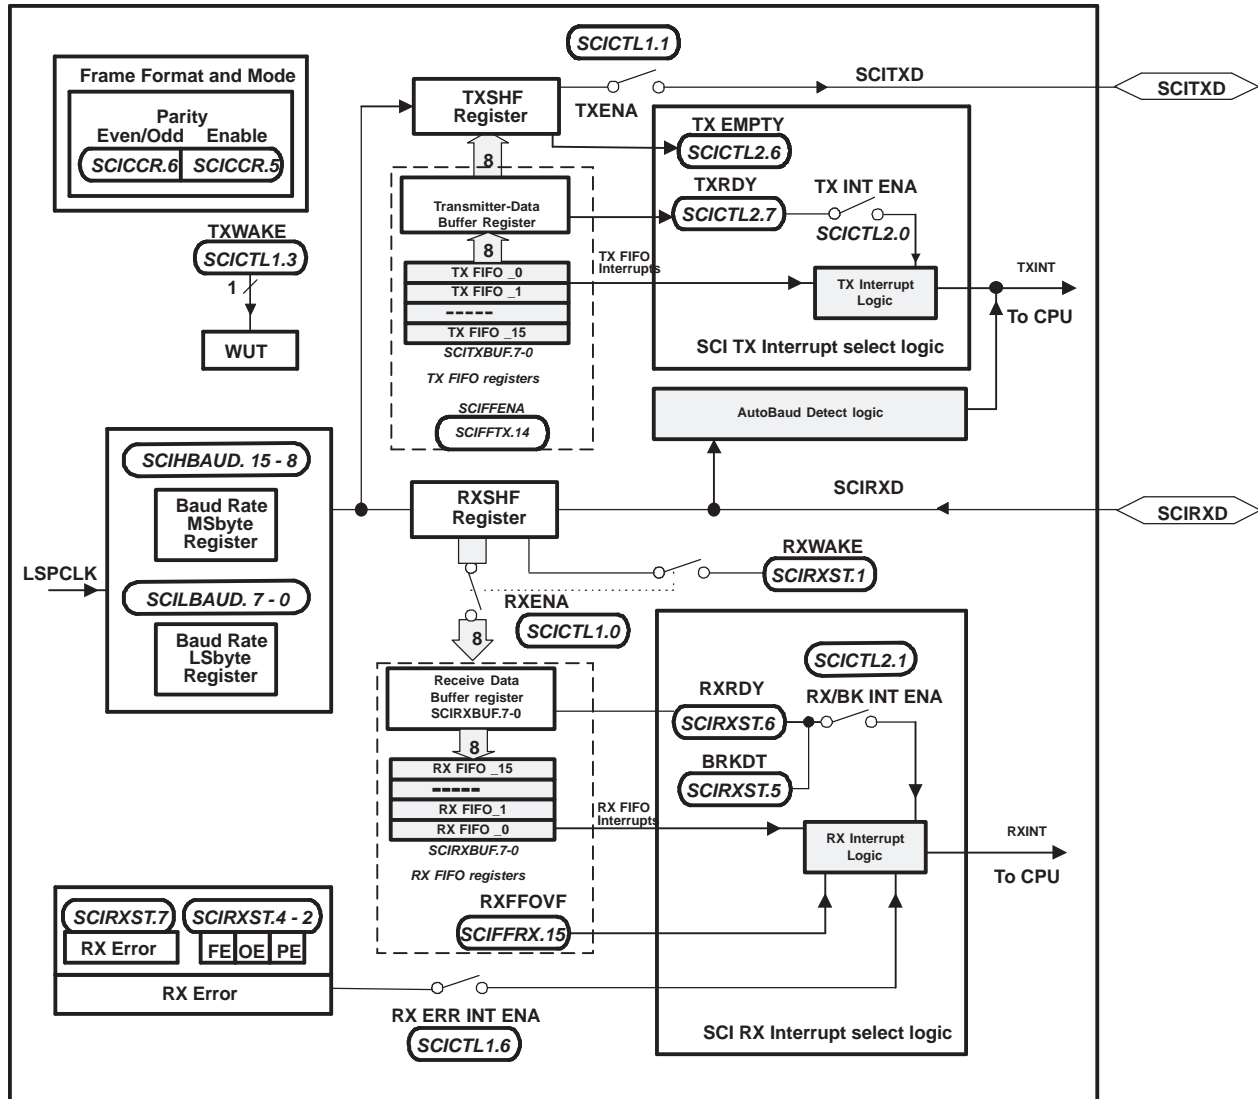 SCICTL1.1
Frame Format and Mode
Parity
Even/Odd Enable
SCICCR.6 SCICCR.5
TXSHF
Register
TXENA
SCITXD
SCITXD
TX EMPTY
SCICTL2.6
8
Transmitter-Data
Buffer Register
TXRDY
SCICTL2.7
TX INT ENA
SCICTL2.0
TXWAKE
SCICTL1.3
1
WUT
8
TX FIFO _0
TX FIFO _1
-----
TX FIFO _15
SCITXBUF.7-0
TX FIFO registers
SCIFFENA
SCIFFTX.14
TX FIFO
Interrupts
TX Interrupt
Logic
TXINT
To CPU
SCI TX Interrupt select logic
AutoBaud Detect logic
SCIHBAUD. 15 - 8
Baud Rate
MSbyte
Register
LSPCLK
SCILBAUD. 7 - 0
Baud Rate
LSbyte
Register
RXSHF
Register
SCIRXD
SCIRXD
RXWAKE
SCIRXST.1
RXENA
SCICTL1.0
8
Receive Data
Buffer register
SCIRXBUF.7-0
8
RX FIFO _15
-----
RX FIFO_1
RX FIFO _0
SCIRXBUF.7-0
RX FIFO registers
RX FIFO
Interrupts
SCICTL2.1
RXRDY
RX/BK INT ENA
SCIRXST.6
BRKDT
SCIRXST.5
RX Interrupt
Logic
RXINT
To CPU
RXFFOVF
SCIFFRX.15
SCIRXST.7 SCIRXST.4 - 2
RX Error FE OE PE
RX Error
RX ERR INT ENA
SCICTL1.6
SCI RX Interrupt select logic